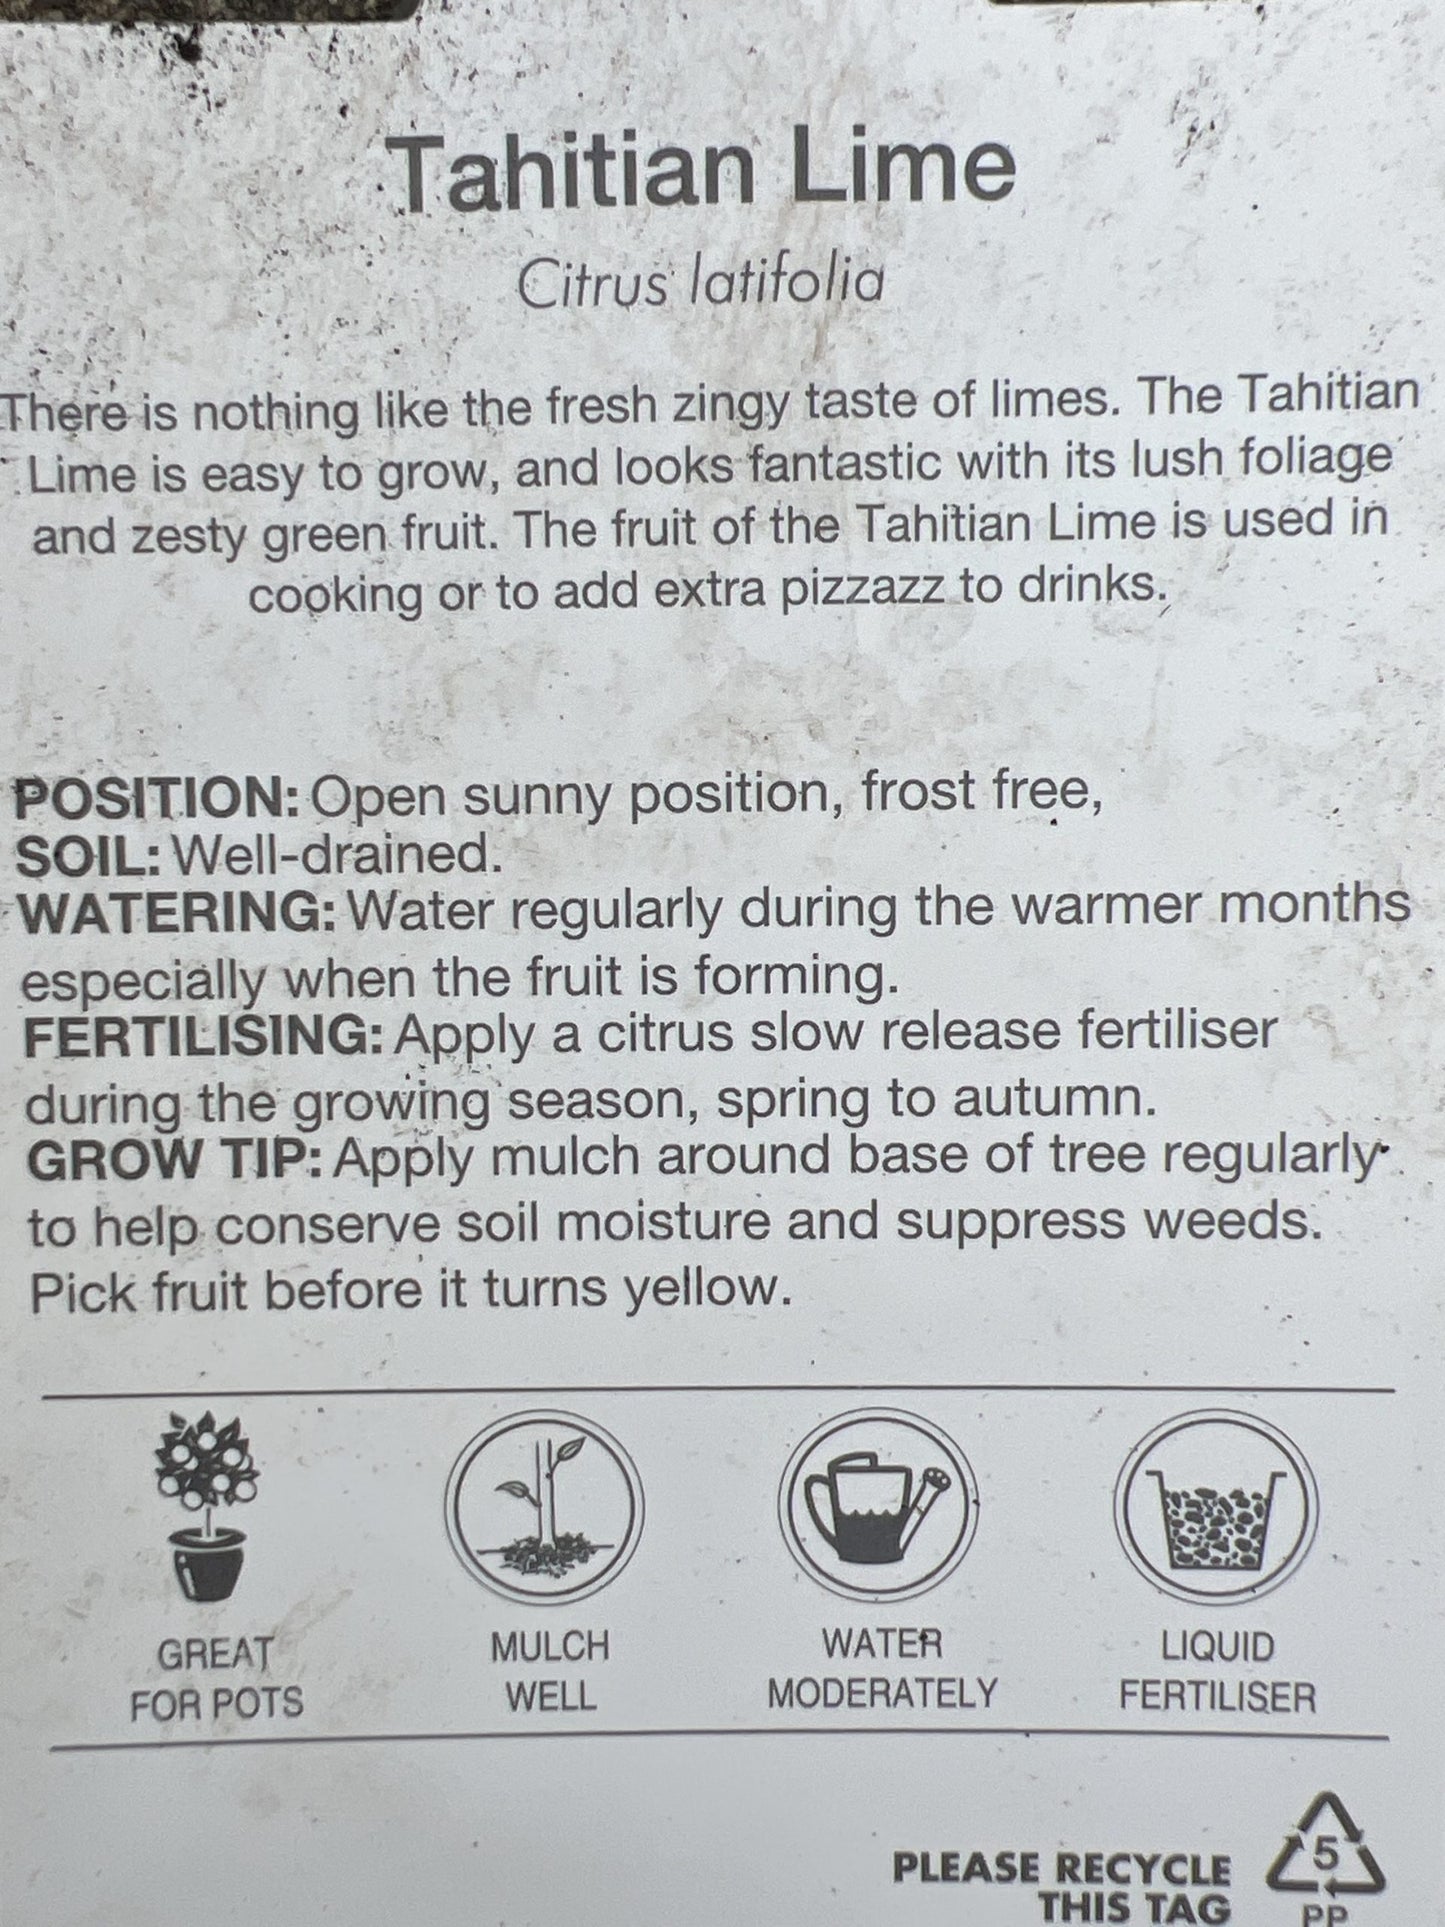 Tahitian Lime
Citrus latifolia
There is nothing like the fresh zingy taste of limes. The Tahitian
Lime is easy to grow, and looks fantastic with its lush foliage
and zesty green fruit. The fruit of the Tahitian Lime is used in
cooking or to add extra pizzazz to drinks.
POSITION: Open sunny position, frost free,
SOIL: Well-drained.
WATERING: Water regularly during the warmer months
especially when the fruit is forming.
FERTILISING: Apply a citrus slow release fertiliser
during the growing season, spring to autumn.
GROW TIP: Apply mulch around base of tree regularly
to help conserve soil moisture and suppress weeds.
Pick fruit before it turns yellow.
GREAT
FOR POTS
MULCH
WELL
WATER
MODERATELY
LIQUID
FERTILISER
PLEASE RECYCLE
THIS TAG
5
PP